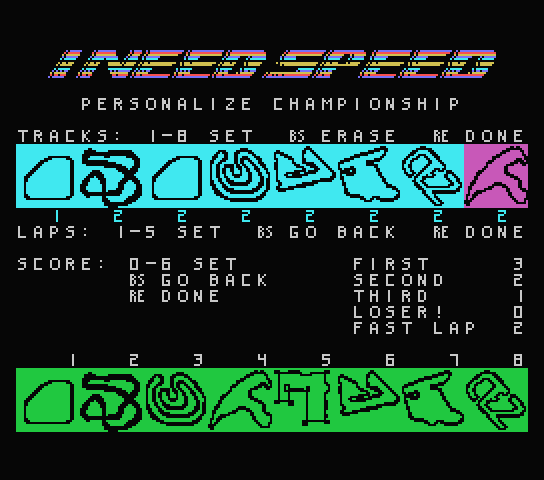 I NEED SPEED
PERSONALIZE CHAMPIONSHIP
TRACKS: 1-8 SET BS ERASE RE DONE
1 2 2 2 2 2 2 2
LAPS: 1-5 SET BS GO BACK RE DONE
SCORE: 0-6 SET FIRST 3
BS GO BACK SECOND 2
RE DONE THIRD 1
LOSER! 0
FAST LAP 2
1 2 3 4 5 6 7 8